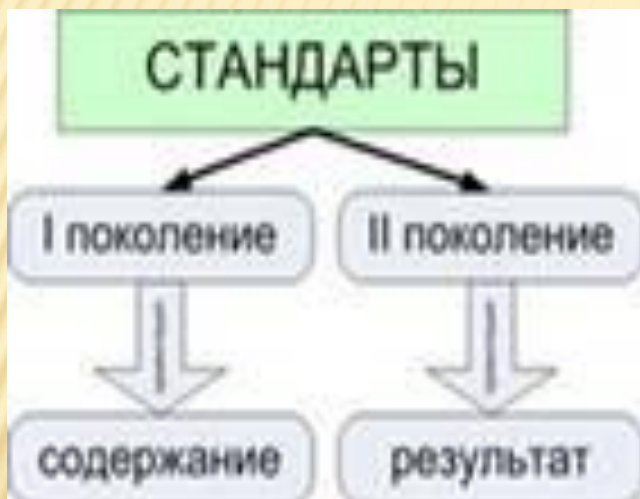 СТАНДАРТЫ
I поколение
II поколение
содержание
результат